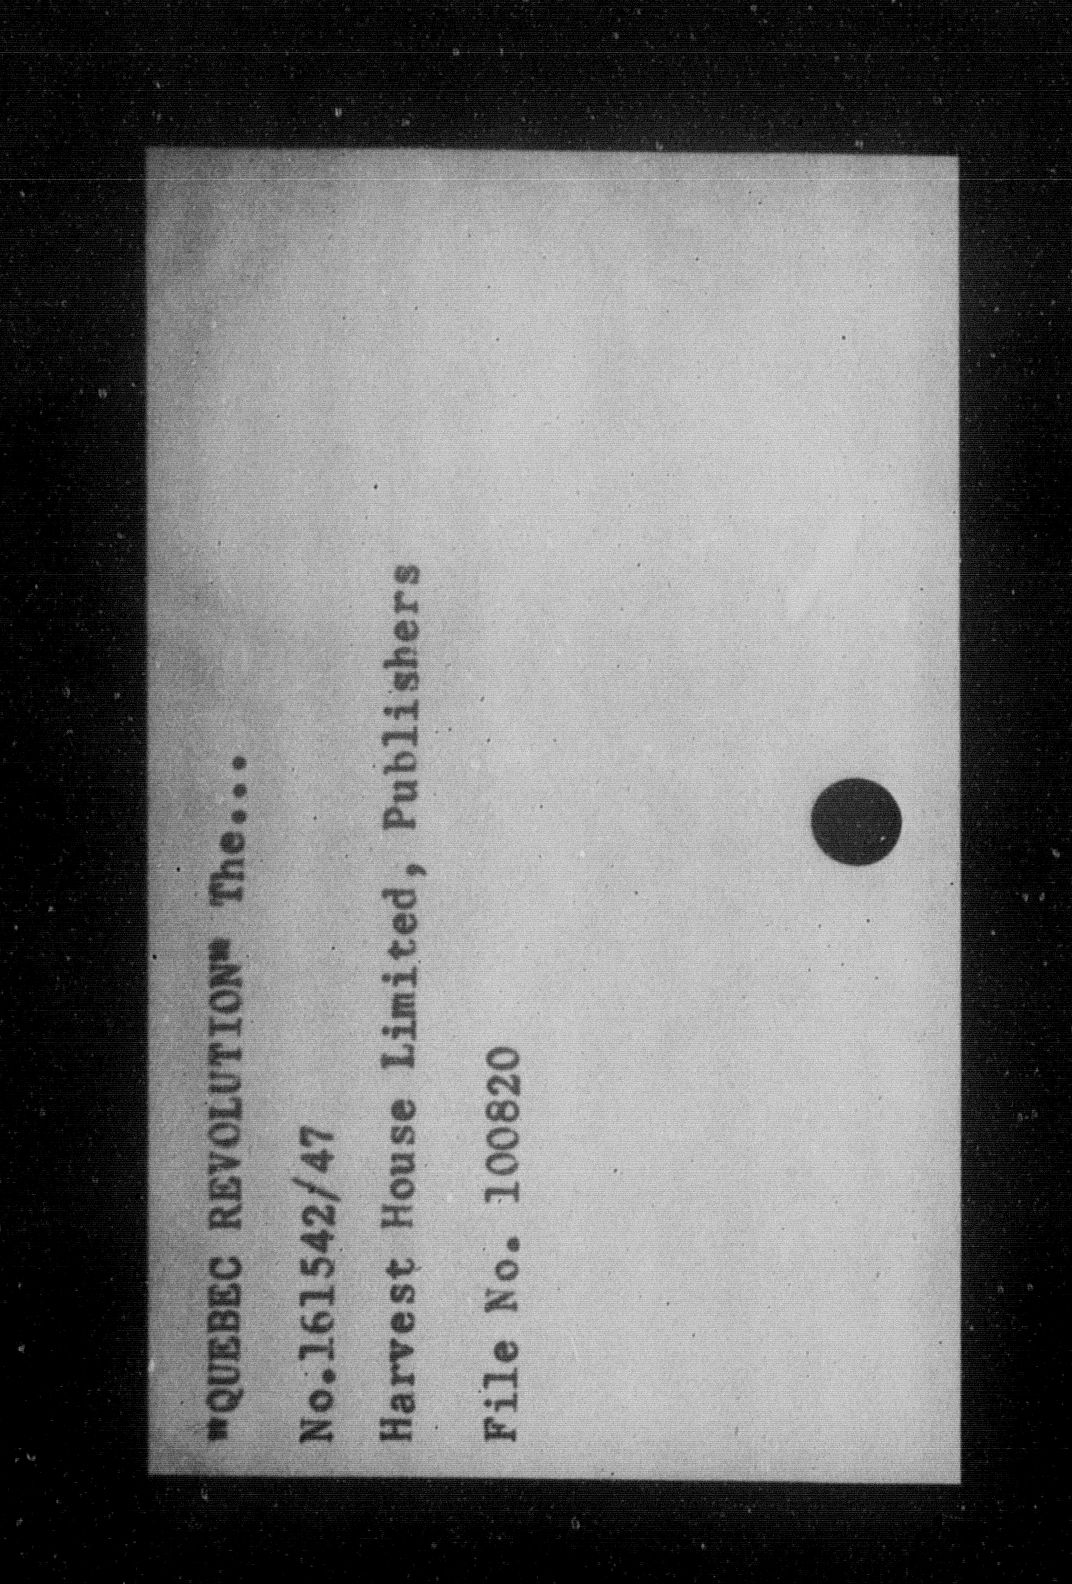 "QUEBEC REVOLUTION" The...
No.161542/47
Harvest House Limited, Publishers
File No. 100820